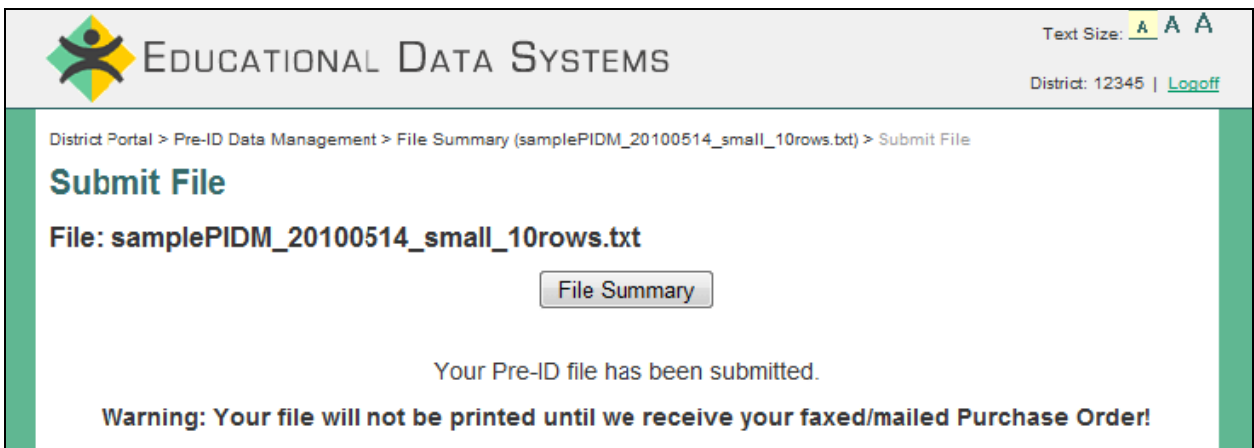 Text Size: A A A
EDUCATIONAL DATA SYSTEMS
District: 12345 | Logoff
District Portal > Pre-ID Data Management > File Summary (samplePIDM_20100514_small_10rows.txt) > Submit File
Submit File
File: samplePIDM_20100514_small_10rows.txt
File Summary
Your Pre-ID file has been submitted.
Warning: Your file will not be printed until we receive your faxed/mailed Purchase Order!